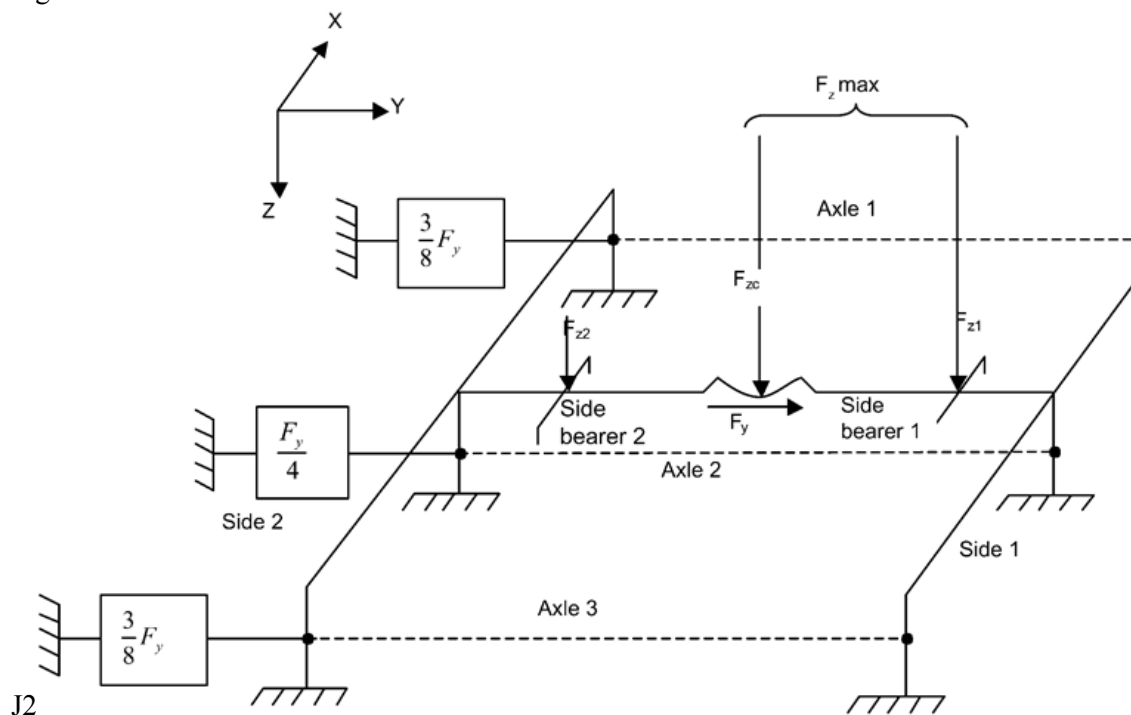 X
Y
Z
F_z max
Axle 1
3/8 F_y
F_zc
F_z2
F_z1
Side
bearer 2
F_y
Side
bearer 1
F_y/4
Axle 2
Side 2
Side 1
Axle 3
3/8 F_y
J2